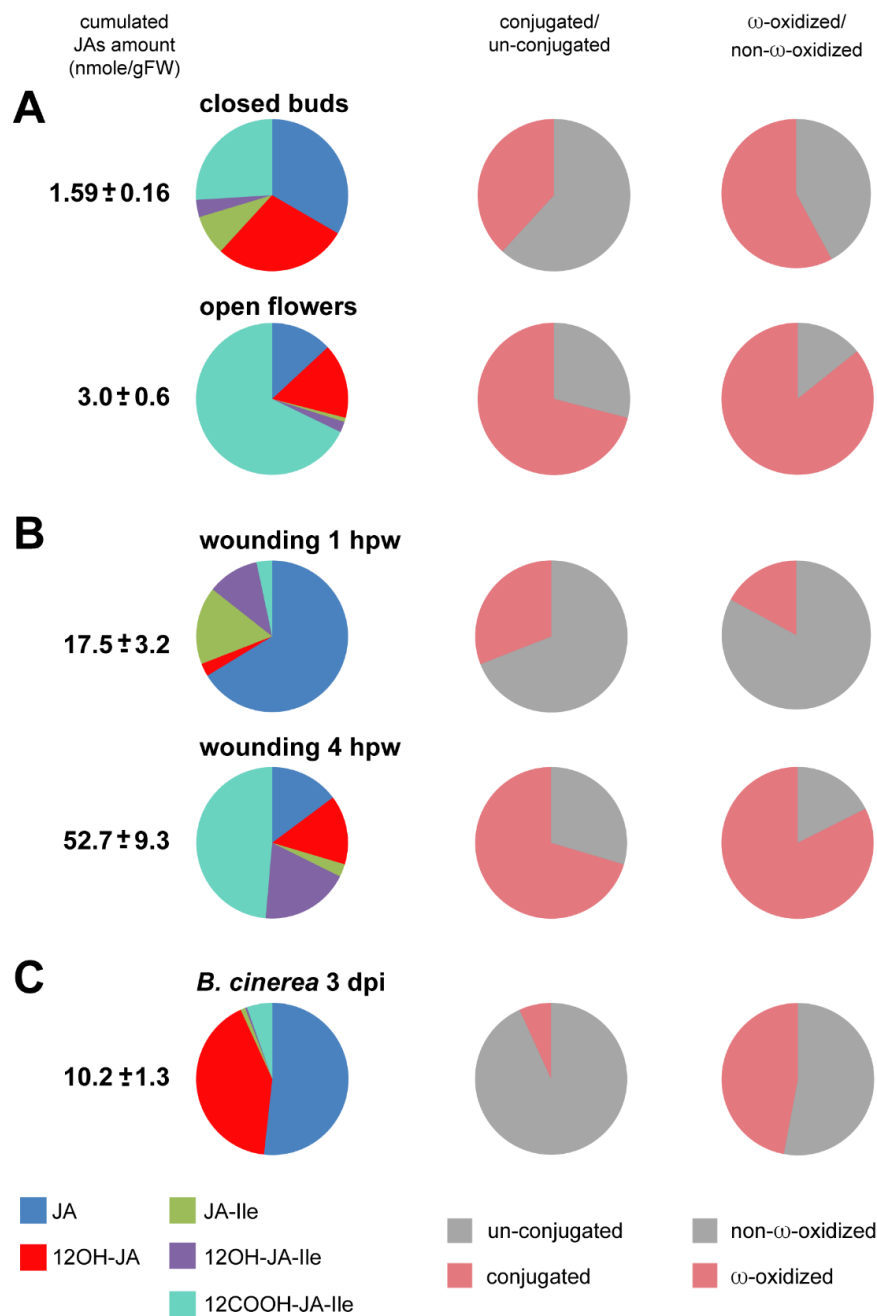 cumulated
JAs amount
(nmole/gFW)
conjugated/
un-conjugated
ω-oxidized/
non-ω-oxidized
A
closed buds
1.59 ± 0.16
open flowers
3.0 ± 0.6
B
wounding 1 hpw
17.5 ± 3.2
wounding 4 hpw
52.7 ± 9.3
C
B. cinerea 3 dpi
10.2 ± 1.3
JA
JA-Ile
un-conjugated
non-ω-oxidized
12OH-JA
12OH-JA-Ile
conjugated
ω-oxidized
12COOH-JA-Ile